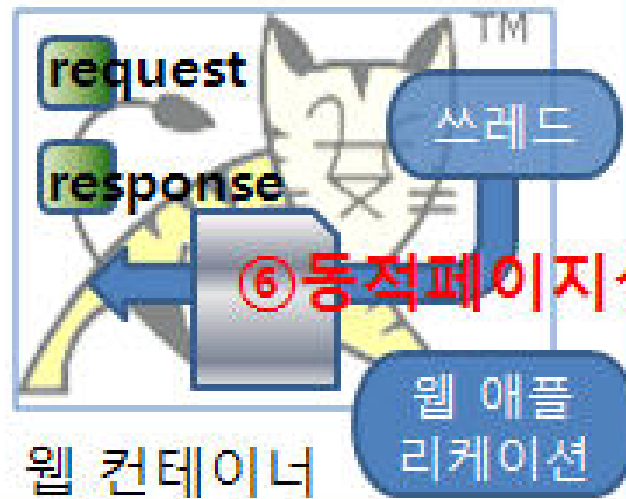 TM
request
쓰레드
response
⑥동적페이지
웹 애플
리케이션
웹 컨테이너